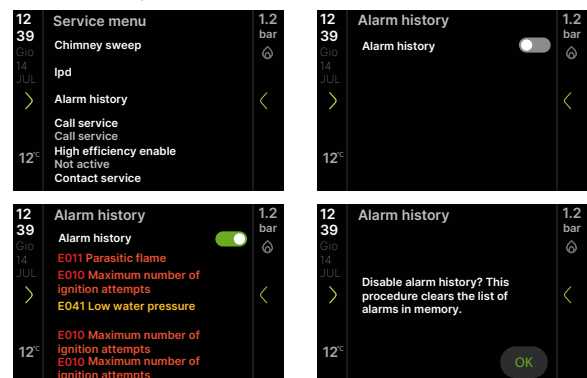 12
39
Gio
14
JUL
12°C
Service menu
Chimney sweep
lpd
Alarm history
Call service
Call service
High efficiency enable
Not active
Contact service
1.2
bar
12
39
Gio
14
JUL
12°C
Alarm history
Alarm history
1.2
bar
12
39
Gio
14
JUL
12°C
Alarm history
Alarm history
E011 Parasitic flame
E010 Maximum number of
ignition attempts
E041 Low water pressure
E010 Maximum number of
ignition attempts
E010 Maximum number of
ignition attempts
1.2
bar
12
39
Gio
14
JUL
12°C
Alarm history
Disable alarm history? This
procedure clears the list of
alarms in memory.
OK
1.2
bar